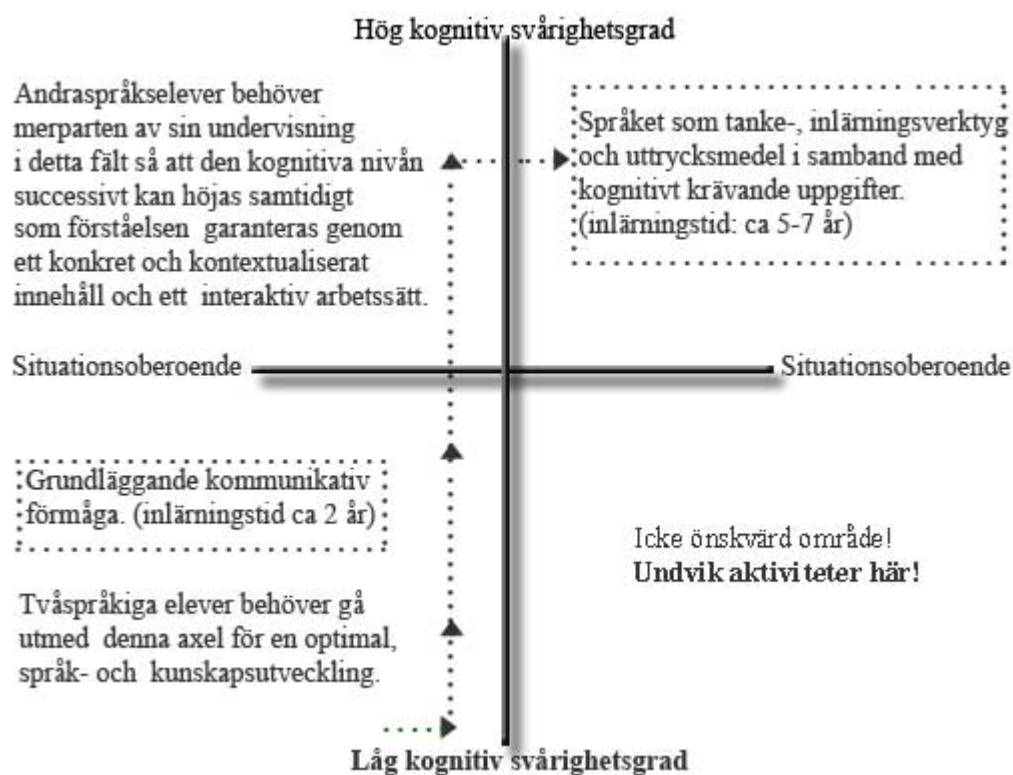 Hög kognitiv svårighetsgrad
Andraspråkselever behöver
merparten av sin undervisning
i detta fält så att den kognitiva nivån
successivt kan höjas samtidigt
som förståelsen garanteras genom
ett konkret och kontextualiserat
innehåll och ett interaktiv arbetssätt.
Språket som tanke-, inlärningsverktyg
och uttrycksmedel i samband med
kognitivt krävande uppgifter.
(inlärningstid: ca 5-7 år)
Situationsoberoende
Situationsoberoende
Grundläggande kommunikativ
förmåga. (inlärningstid ca 2 år)
Icke önskvärd område!
Undvik aktiviteter här!
Tvåspråkiga elever behöver gå
utmed denna axel för en optimal,
språk- och kunskapsutveckling.
Låg kognitiv svårighetsgrad